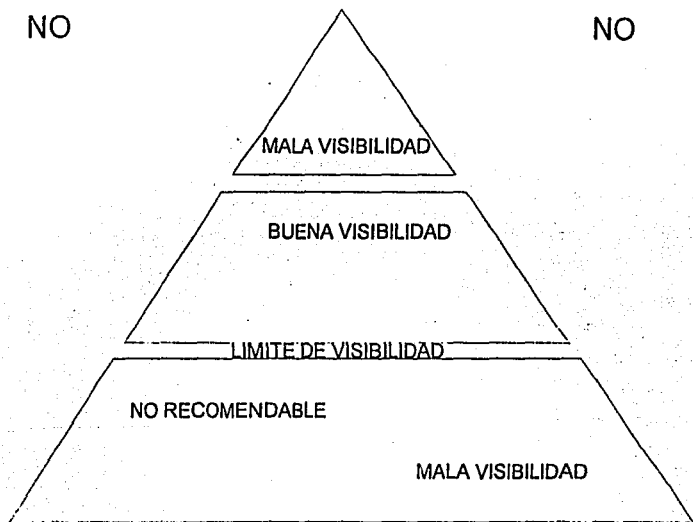 NO
NO
MALA VISIBILIDAD
BUENA VISIBILIDAD
LIMITE DE VISIBILIDAD
NO RECOMENDABLE
MALA VISIBILIDAD